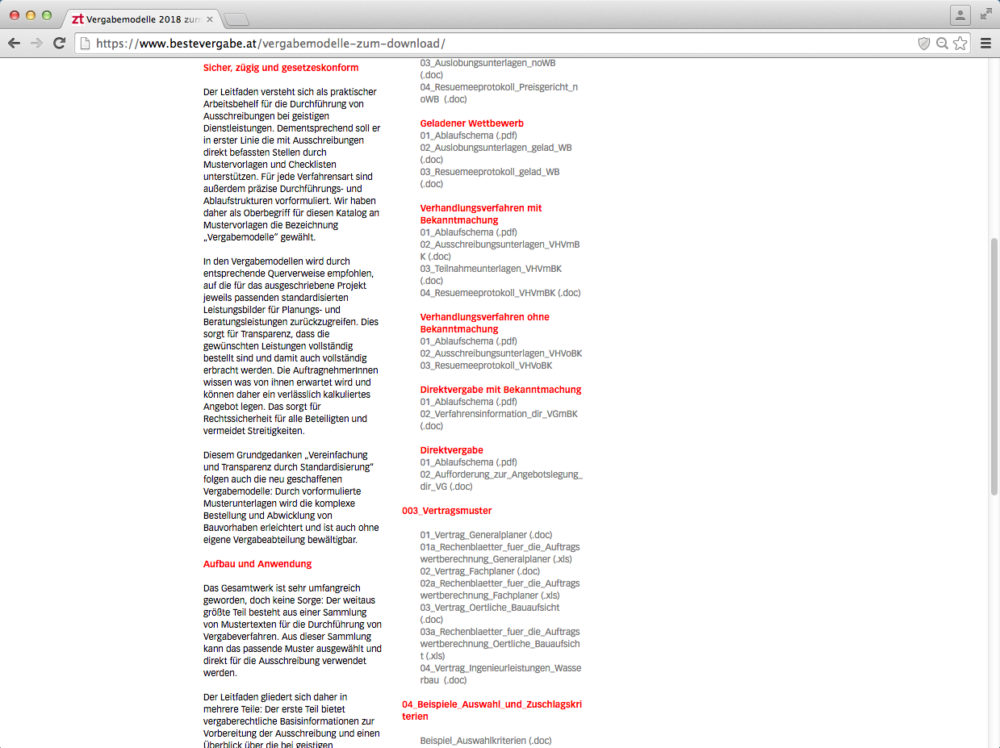 zt Vergabemodelle 2018 zum
https://www.bestevergabe.at/vergabemodelle-zum-download/
Sicher, zügig und gesetzeskonform
Der Leitfaden versteht sich als praktischer
Arbeitsbehelf für die Durchführung von
Ausschreibungen bei geistigen
Dienstleistungen. Dementsprechend soll er
in erster Linie die mit Ausschreibungen
direkt befassten Stellen durch
Mustervorlagen und Checklisten
unterstützen. Für jede Verfahrensart sind
außerdem präzise Durchführungs- und
Ablaufstrukturen vorformuliert. Wir haben
daher als Oberbegriff für diesen Katalog an
Mustervorlagen die Bezeichnung
„Vergabemodelle“ gewählt.
In den Vergabemodellen wird durch
entsprechende Querverweise empfohlen,
auf die für das ausgeschriebene Projekt
jeweils passenden standardisierten
Leistungsbilder für Planungs- und
Beratungsleistungen zurückzugreifen. Dies
sorgt für Transparenz, dass die
gewünschten Leistungen vollständig
bestellt sind und damit auch vollständig
erbracht werden. Die AuftragnehmerInnen
wissen was von ihnen erwartet wird und
können daher ein verlässlich kalkuliertes
Angebot legen. Das sorgt für
Rechtssicherheit für alle Beteiligten und
vermeidet Streitigkeiten.
Diesem Grundgedanken „Vereinfachung
und Transparenz durch Standardisierung“
folgen auch die neu geschaffenen
Vergabemodelle: Durch vorformulierte
Musterunterlagen wird die komplexe
Bestellung und Abwicklung von
Bauvorhaben erleichtert und ist auch ohne
eigene Vergabeabteilung bewältigbar.
Aufbau und Anwendung
Das Gesamtwerk ist sehr umfangreich
geworden, doch keine Sorge: Der weitaus
größte Teil besteht aus einer Sammlung
von Mustertexten für die Durchführung von
Vergabeverfahren. Aus dieser Sammlung
kann das passende Muster ausgewählt und
direkt für die Ausschreibung verwendet
werden.
Der Leitfaden gliedert sich daher in
mehrere Teile: Der erste Teil bietet
vergaberechtliche Basisinformationen zur
Vorbereitung der Ausschreibung und einen
Überblick über die bei geistigen
03_Auslobungsunterlagen_noWB
(.doc)
04_Resuemeeprotokoll_Preisgericht_n
oWB (.doc)
Geladener Wettbewerb
01_Ablaufschema (.pdf)
02_Auslobungsunterlagen_gelad_WB
(.doc)
03_Resuemeeprotokoll_gelad_WB
(.doc)
Verhandlungsverfahren mit
Bekanntmachung
01_Ablaufschema (.pdf)
02_Ausschreibungsunterlagen_VHVmB
K (.doc)
03_Teilnahmeunterlagen_VHVmBK
(.doc)
04_Resuemeeprotokoll_VHVmBK (.doc)
Verhandlungsverfahren ohne
Bekanntmachung
01_Ablaufschema (.pdf)
02_Ausschreibungsunterlagen_VHVoBK
03_Resuemeeprotokoll_VHVoBK
Direktvergabe mit Bekanntmachung
01_Ablaufschema (.pdf)
02_Verfahrensinformation_dir_VGmBK
(.doc)
Direktvergabe
01_Ablaufschema (.pdf)
02_Aufforderung_zur_Angebotslegung_
dir_VG (.doc)
003_Vertragsmuster
01_Vertrag_Generalplaner (.doc)
01a_Rechenblaetter_fuer_die_Auftrags
wertberechnung_Generalplaner (.xls)
02_Vertrag_Fachplaner (.doc)
02a_Rechenblaetter_fuer_die_Auftrags
wertberechnung_Fachplaner (.xls)
03_Vertrag_Oertliche_Bauaufsicht
(.doc)
03a_Rechenblaetter_fuer_die_Auftrags
wertberechnung_Oertliche_Bauaufsich
t (.xls)
04_Vertrag_Ingenieurleistungen_Wasse
rbau (.doc)
04_Beispiele_Auswahl_und_Zuschlagskri
terien
Beispiel_Auswahlkriterien (.doc)